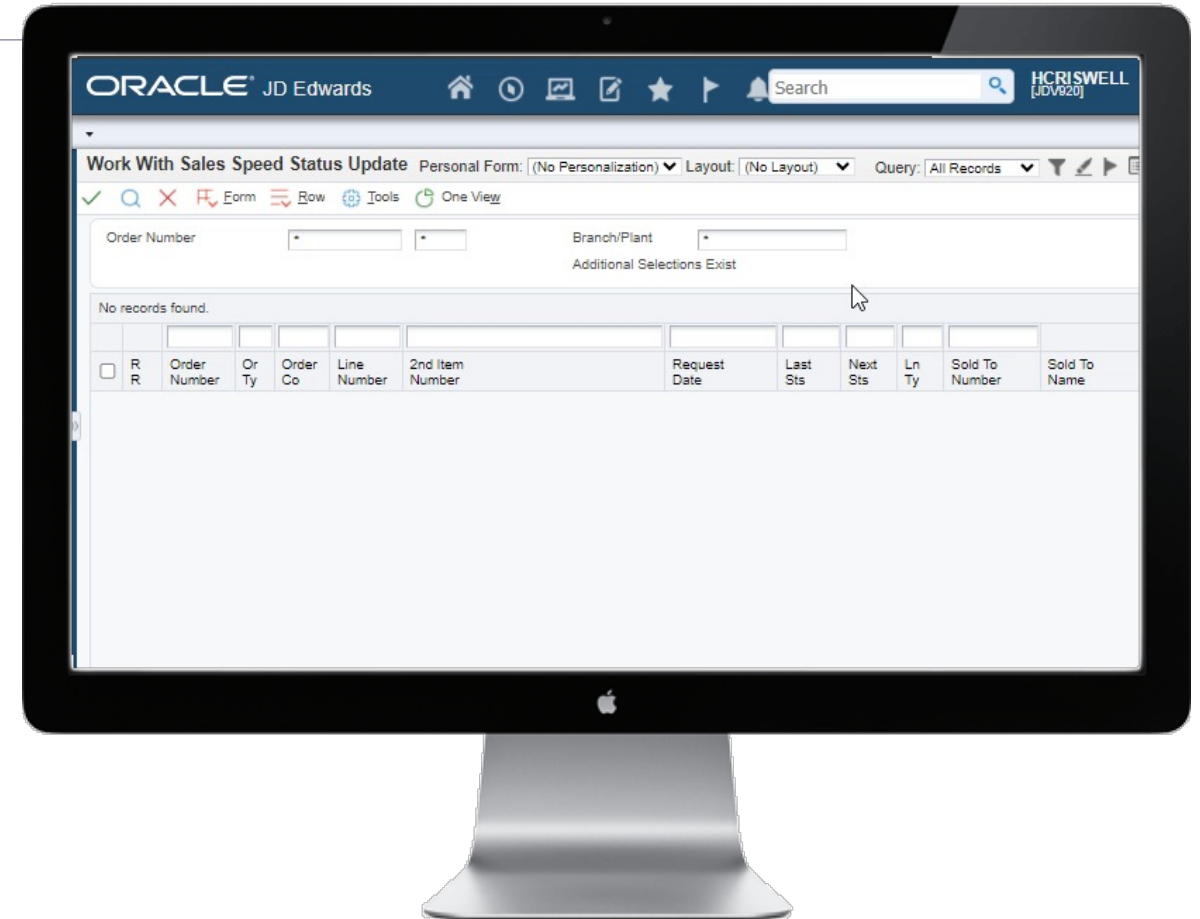 ORACLE® JD Edwards Search HCRISWELL
[JDV920]
Work With Sales Speed Status Update Personal Form: (No Personalization) Layout: (No Layout) Query: All Records
Form Row Tools One View
Order Number * * Branch/Plant *
Additional Selections Exist
No records found.
R R Order Number Or Ty Order Co Line Number 2nd Item Number Request Date Last Sts Next Sts Ln Ty Sold To Number Sold To Name